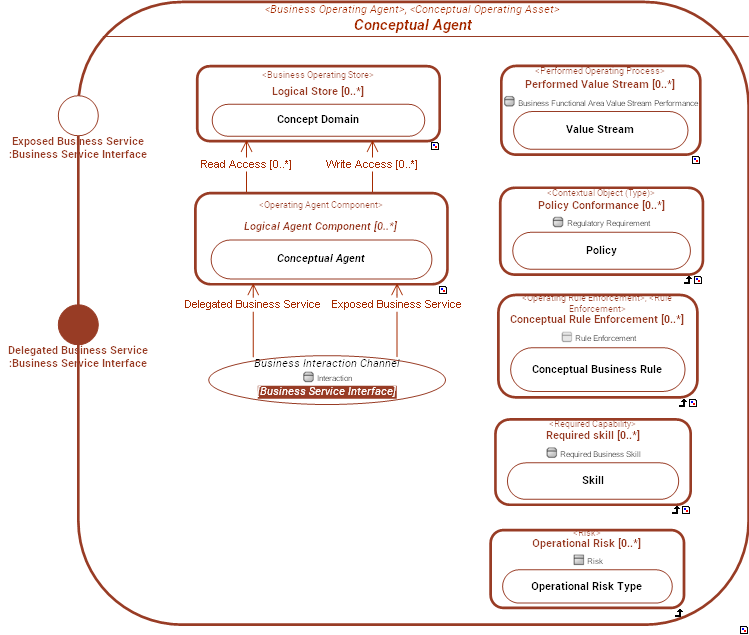 <Business Operating Agent>, <Conceptual Operating Asset>
Conceptual Agent
Exposed Business Service
:Business Service Interface
Delegated Business Service
:Business Service Interface
<Business Operating Store>
Logical Store [0..*]
Concept Domain
Read Access [0..*]
Write Access [0..*]
<Operating Agent Component>
Logical Agent Component [0..*]
Conceptual Agent
Delegated Business Service
Exposed Business Service
Business Interaction Channel
Interaction
[Business Service Interface]
<Performed Operating Process>
Performed Value Stream [0..*]
Business Functional Area Value Stream Performance
Value Stream
<Contextual Object (Type)>
Policy Conformance [0..*]
Regulatory Requirement
Policy
<Operating Rule Enforcement>, <Rule
Enforcement>
Conceptual Rule Enforcement [0..*]
Rule Enforcement
Conceptual Business Rule
<Required Capability>
Required skill [0..*]
Required Business Skill
Skill
<Risk>
Operational Risk [0..*]
Risk
Operational Risk Type